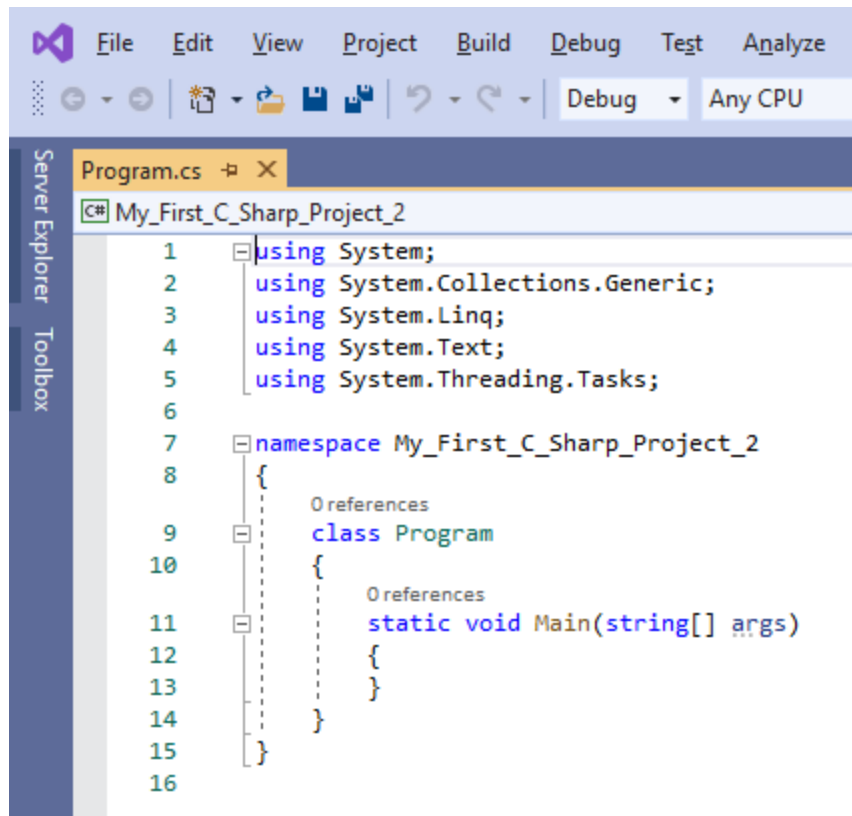 File Edit View Project Build Debug Test Analyze
Debug Any CPU
Server Explorer
Toolbox
Program.cs
C# My_First_C_Sharp_Project_2
1 using System;
2 using System.Collections.Generic;
3 using System.Linq;
4 using System.Text;
5 using System.Threading.Tasks;
6
7 namespace My_First_C_Sharp_Project_2
8 {
0 references
9 class Program
10 {
0 references
11 static void Main(string[] args)
12 {
13 }
14 }
15 }
16